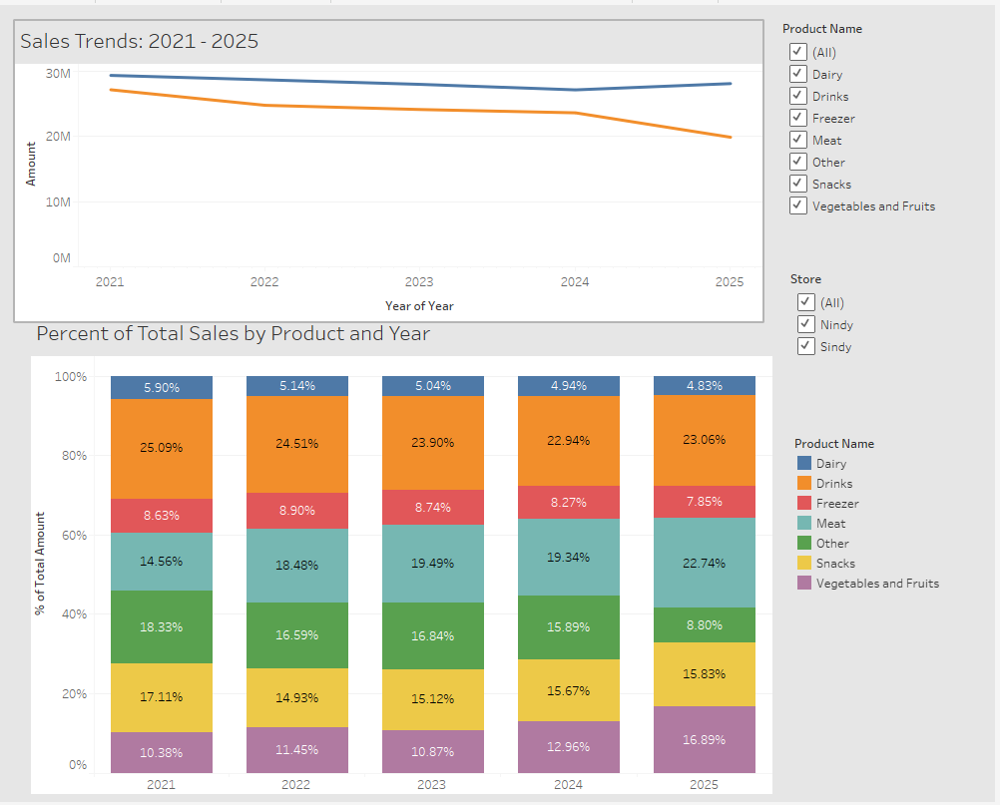 Sales Trends: 2021 - 2025
30M
20M
10M
0M
Amount
2021 2022 2023 2024 2025
Year of Year
Product Name
(All)
Dairy
Drinks
Freezer
Meat
Other
Snacks
Vegetables and Fruits
Store
(All)
Nindy
Sindy
Percent of Total Sales by Product and Year
100%
80%
60%
40%
20%
0%
% of Total Amount
5.90% 5.14% 5.04% 4.94% 4.83%
25.09% 24.51% 23.90% 22.94% 23.06%
8.63% 8.90% 8.74% 8.27% 7.85%
14.56% 18.48% 19.49% 19.34% 22.74%
18.33% 16.59% 16.84% 15.89% 8.80%
17.11% 14.93% 15.12% 15.67% 15.83%
10.38% 11.45% 10.87% 12.96% 16.89%
2021 2022 2023 2024 2025
Product Name
Dairy
Drinks
Freezer
Meat
Other
Snacks
Vegetables and Fruits